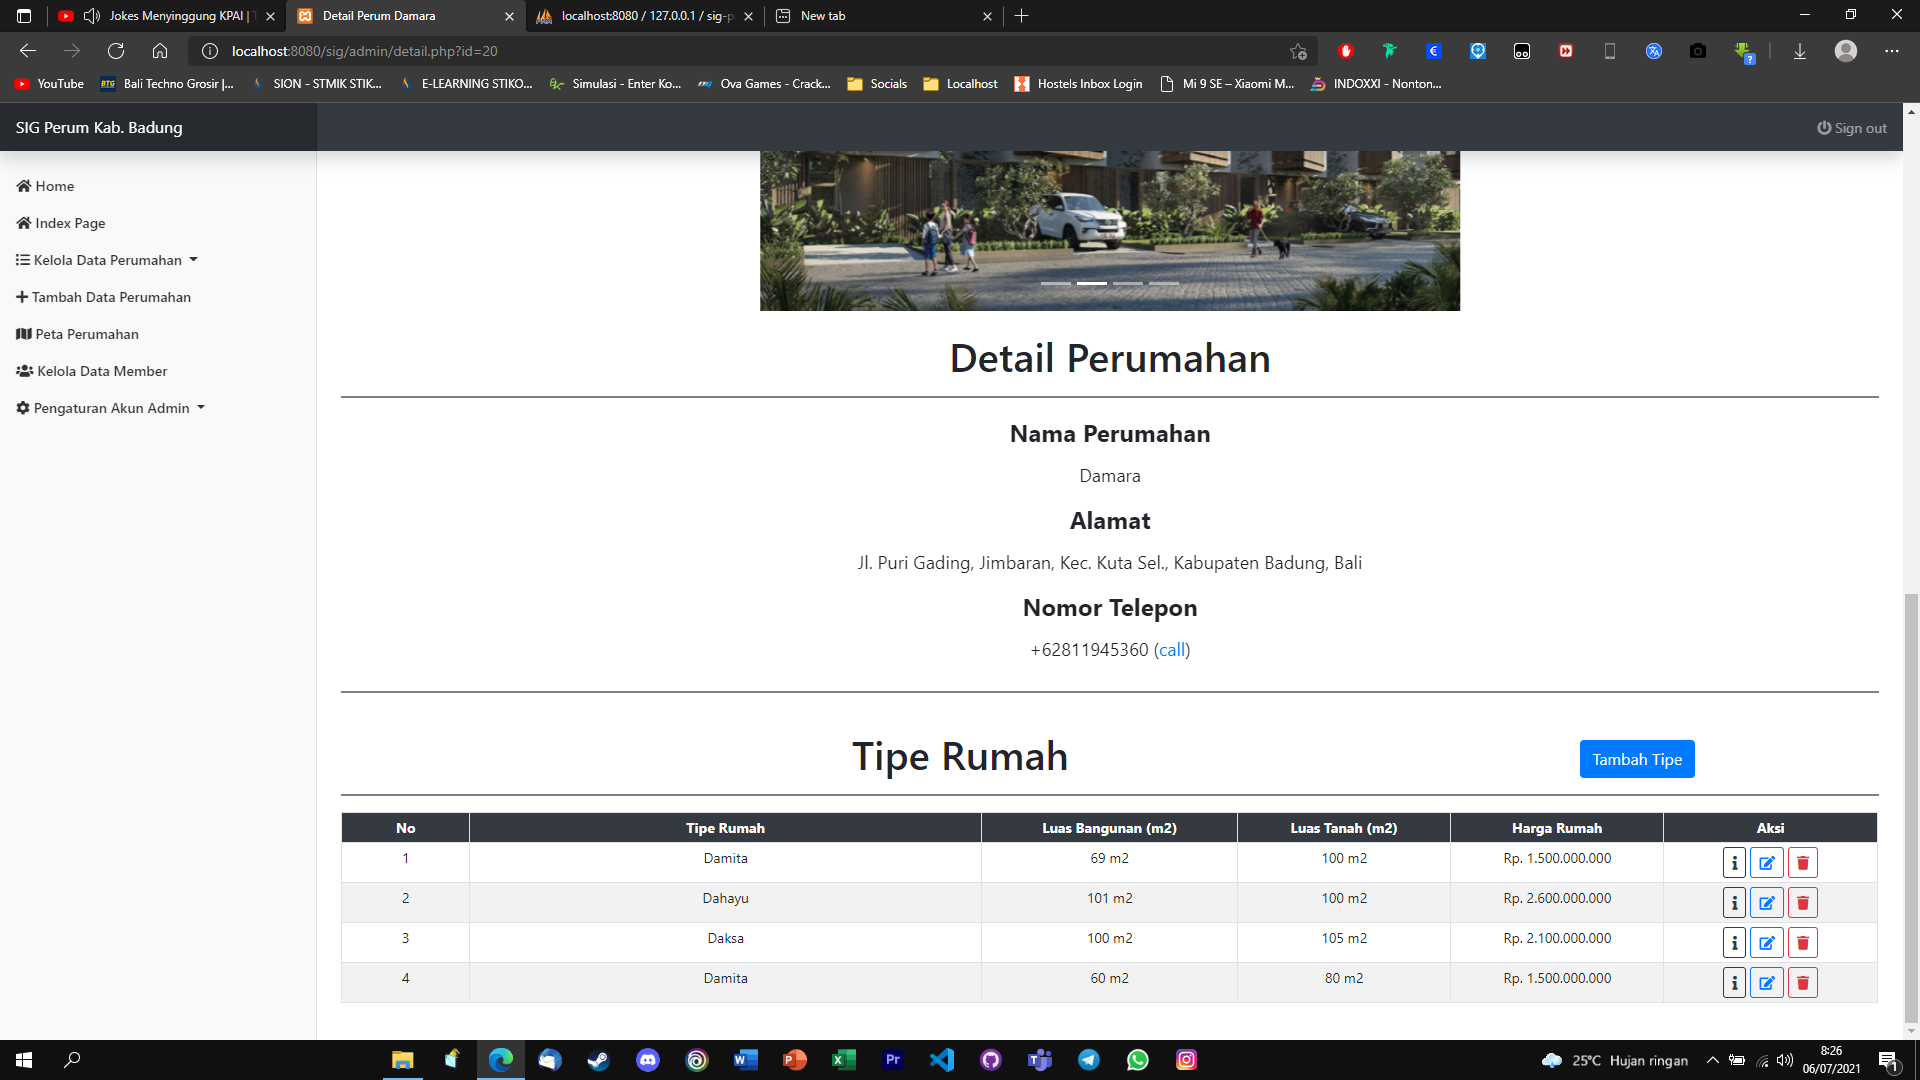 Jokes Menyinggung KPAI | T
Detail Perum Damara
localhost:8080 / 127.0.0.1 / sig-p
New tab
localhost:8080/sig/admin/detail.php?id=20
YouTube
BTG Bali Techno Grosir |...
SION - STMIK STIK...
E-LEARNING STIKO...
Simulasi - Enter Ko...
Ova Games - Crack...
Socials
Localhost
Hostels Inbox Login
Mi 9 SE – Xiaomi M...
INDOXXI - Nonton...
SIG Perum Kab. Badung
Sign out
Home
Index Page
Kelola Data Perumahan
Tambah Data Perumahan
Peta Perumahan
Kelola Data Member
Pengaturan Akun Admin
Detail Perumahan
Nama Perumahan
Damara
Alamat
Jl. Puri Gading, Jimbaran, Kec. Kuta Sel., Kabupaten Badung, Bali
Nomor Telepon
+62811945360 (call)
Tipe Rumah
Tambah Tipe
No Tipe Rumah Luas Bangunan (m2) Luas Tanah (m2) Harga Rumah Aksi
1 Damita 69 m2 100 m2 Rp. 1.500.000.000
2 Dahayu 101 m2 100 m2 Rp. 2.600.000.000
3 Daksa 100 m2 105 m2 Rp. 2.100.000.000
4 Damita 60 m2 80 m2 Rp. 1.500.000.000
25°C Hujan ringan
8:26
06/07/2021
1